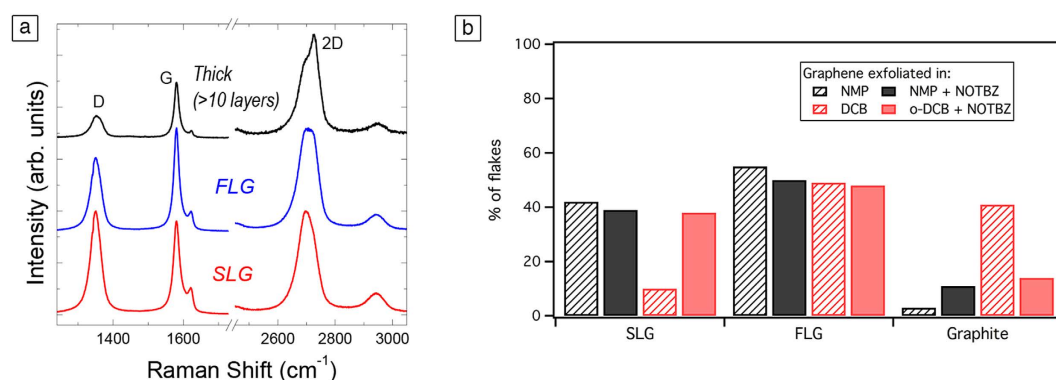 a
Intensity (arb. units)
D
G
Thick
(>10 layers)
2D
FLG
SLG
1400
1600
2600
2800
3000
Raman Shift (cm⁻¹)
b
% of flakes
100
80
60
40
20
0
Graphene exfoliated in:
NMP
NMP + NOTBZ
DCB
o-DCB + NOTBZ
SLG
FLG
Graphite